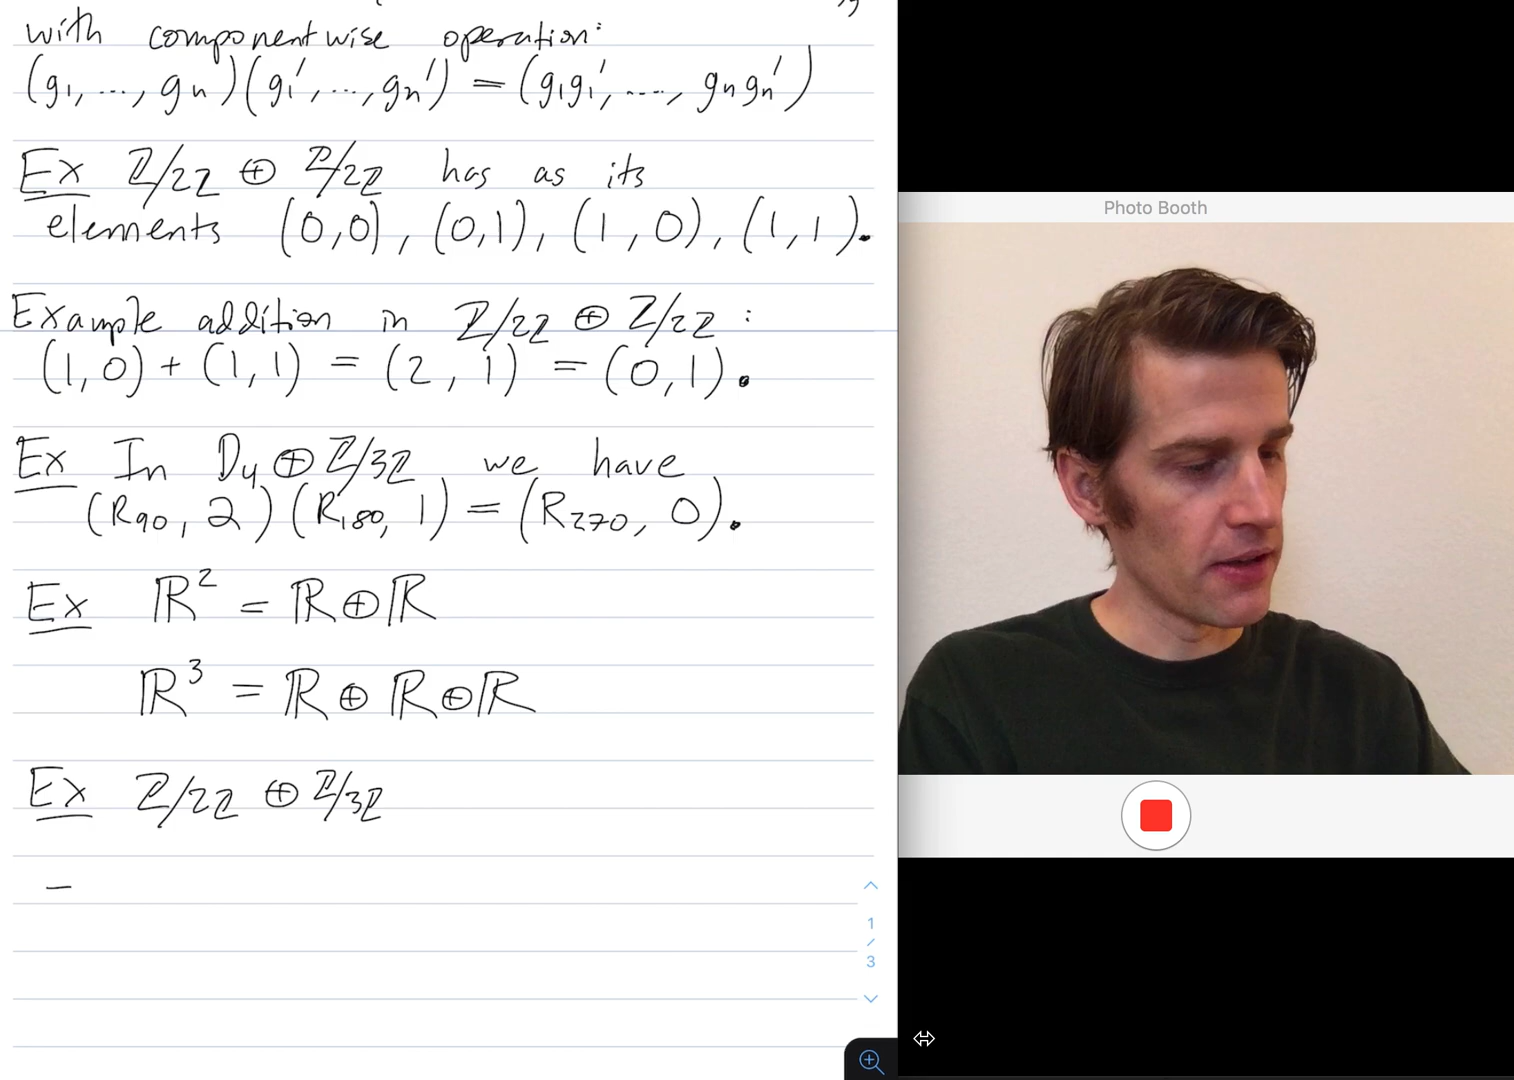 with componentwise operation:
(g₁, ..., gₙ)(g₁', ..., gₙ') = (g₁g₁', ...., gₙgₙ')
Ex ℤ/2ℤ ⊕ ℤ/2ℤ has as its
elements (0,0), (0,1), (1,0), (1,1).
Example addition in ℤ/2ℤ ⊕ ℤ/2ℤ:
(1,0) + (1,1) = (2,1) = (0,1).
Ex In D₄ ⊕ ℤ/3ℤ we have
(R₉₀, 2)(R₁₈₀, 1) = (R₂₇₀, 0).
Ex ℝ² = ℝ ⊕ ℝ
ℝ³ = ℝ ⊕ ℝ ⊕ ℝ
Ex ℤ/2ℤ ⊕ ℤ/3ℤ
1
/
3
Photo Booth